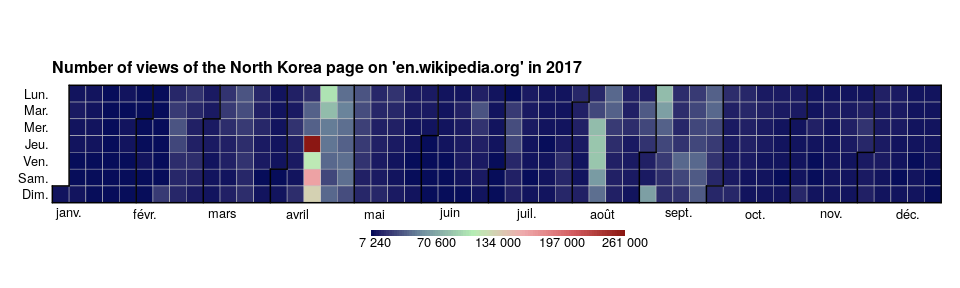 Number of views of the North Korea page on 'en.wikipedia.org' in 2017
Lun.
Mar.
Mer.
Jeu.
Ven.
Sam.
Dim.
janv. févr. mars avril mai juin juil. août sept. oct. nov. déc.
7 240 70 600 134 000 197 000 261 000